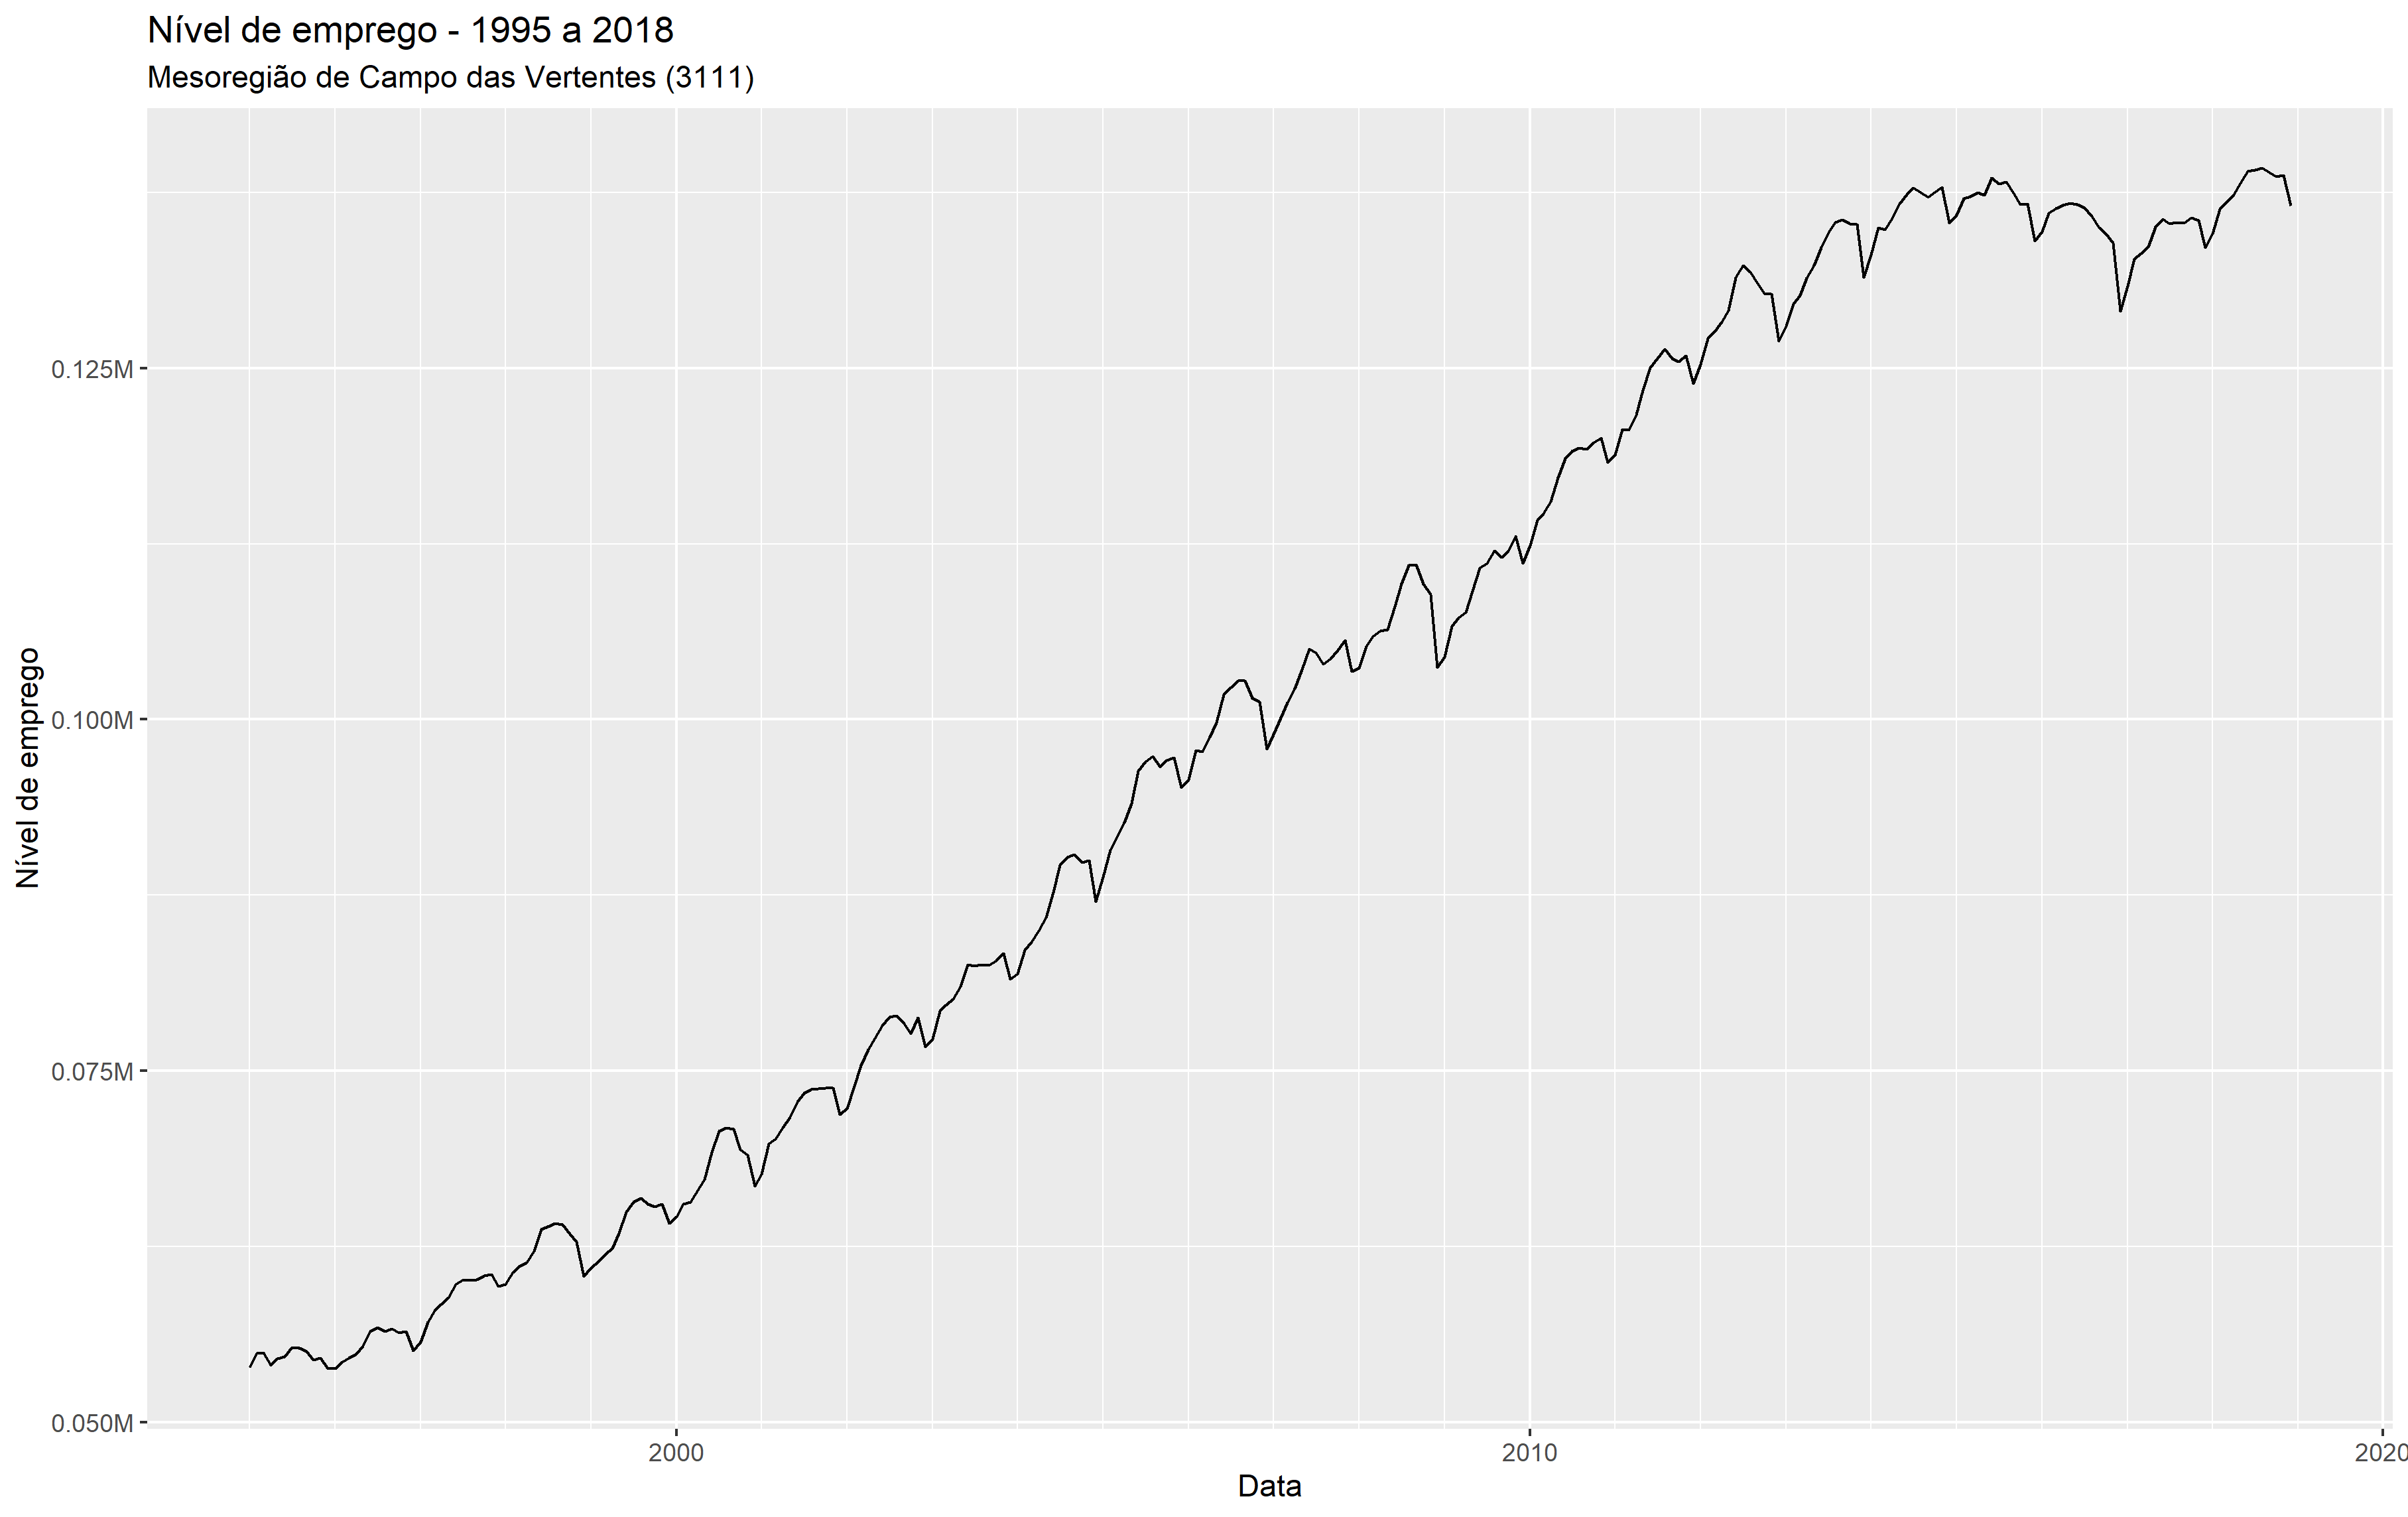 Nível de emprego - 1995 a 2018
Mesoregião de Campo das Vertentes (3111)
Nível de emprego
0.125M
0.100M
0.075M
0.050M
2000
2010
2020
Data